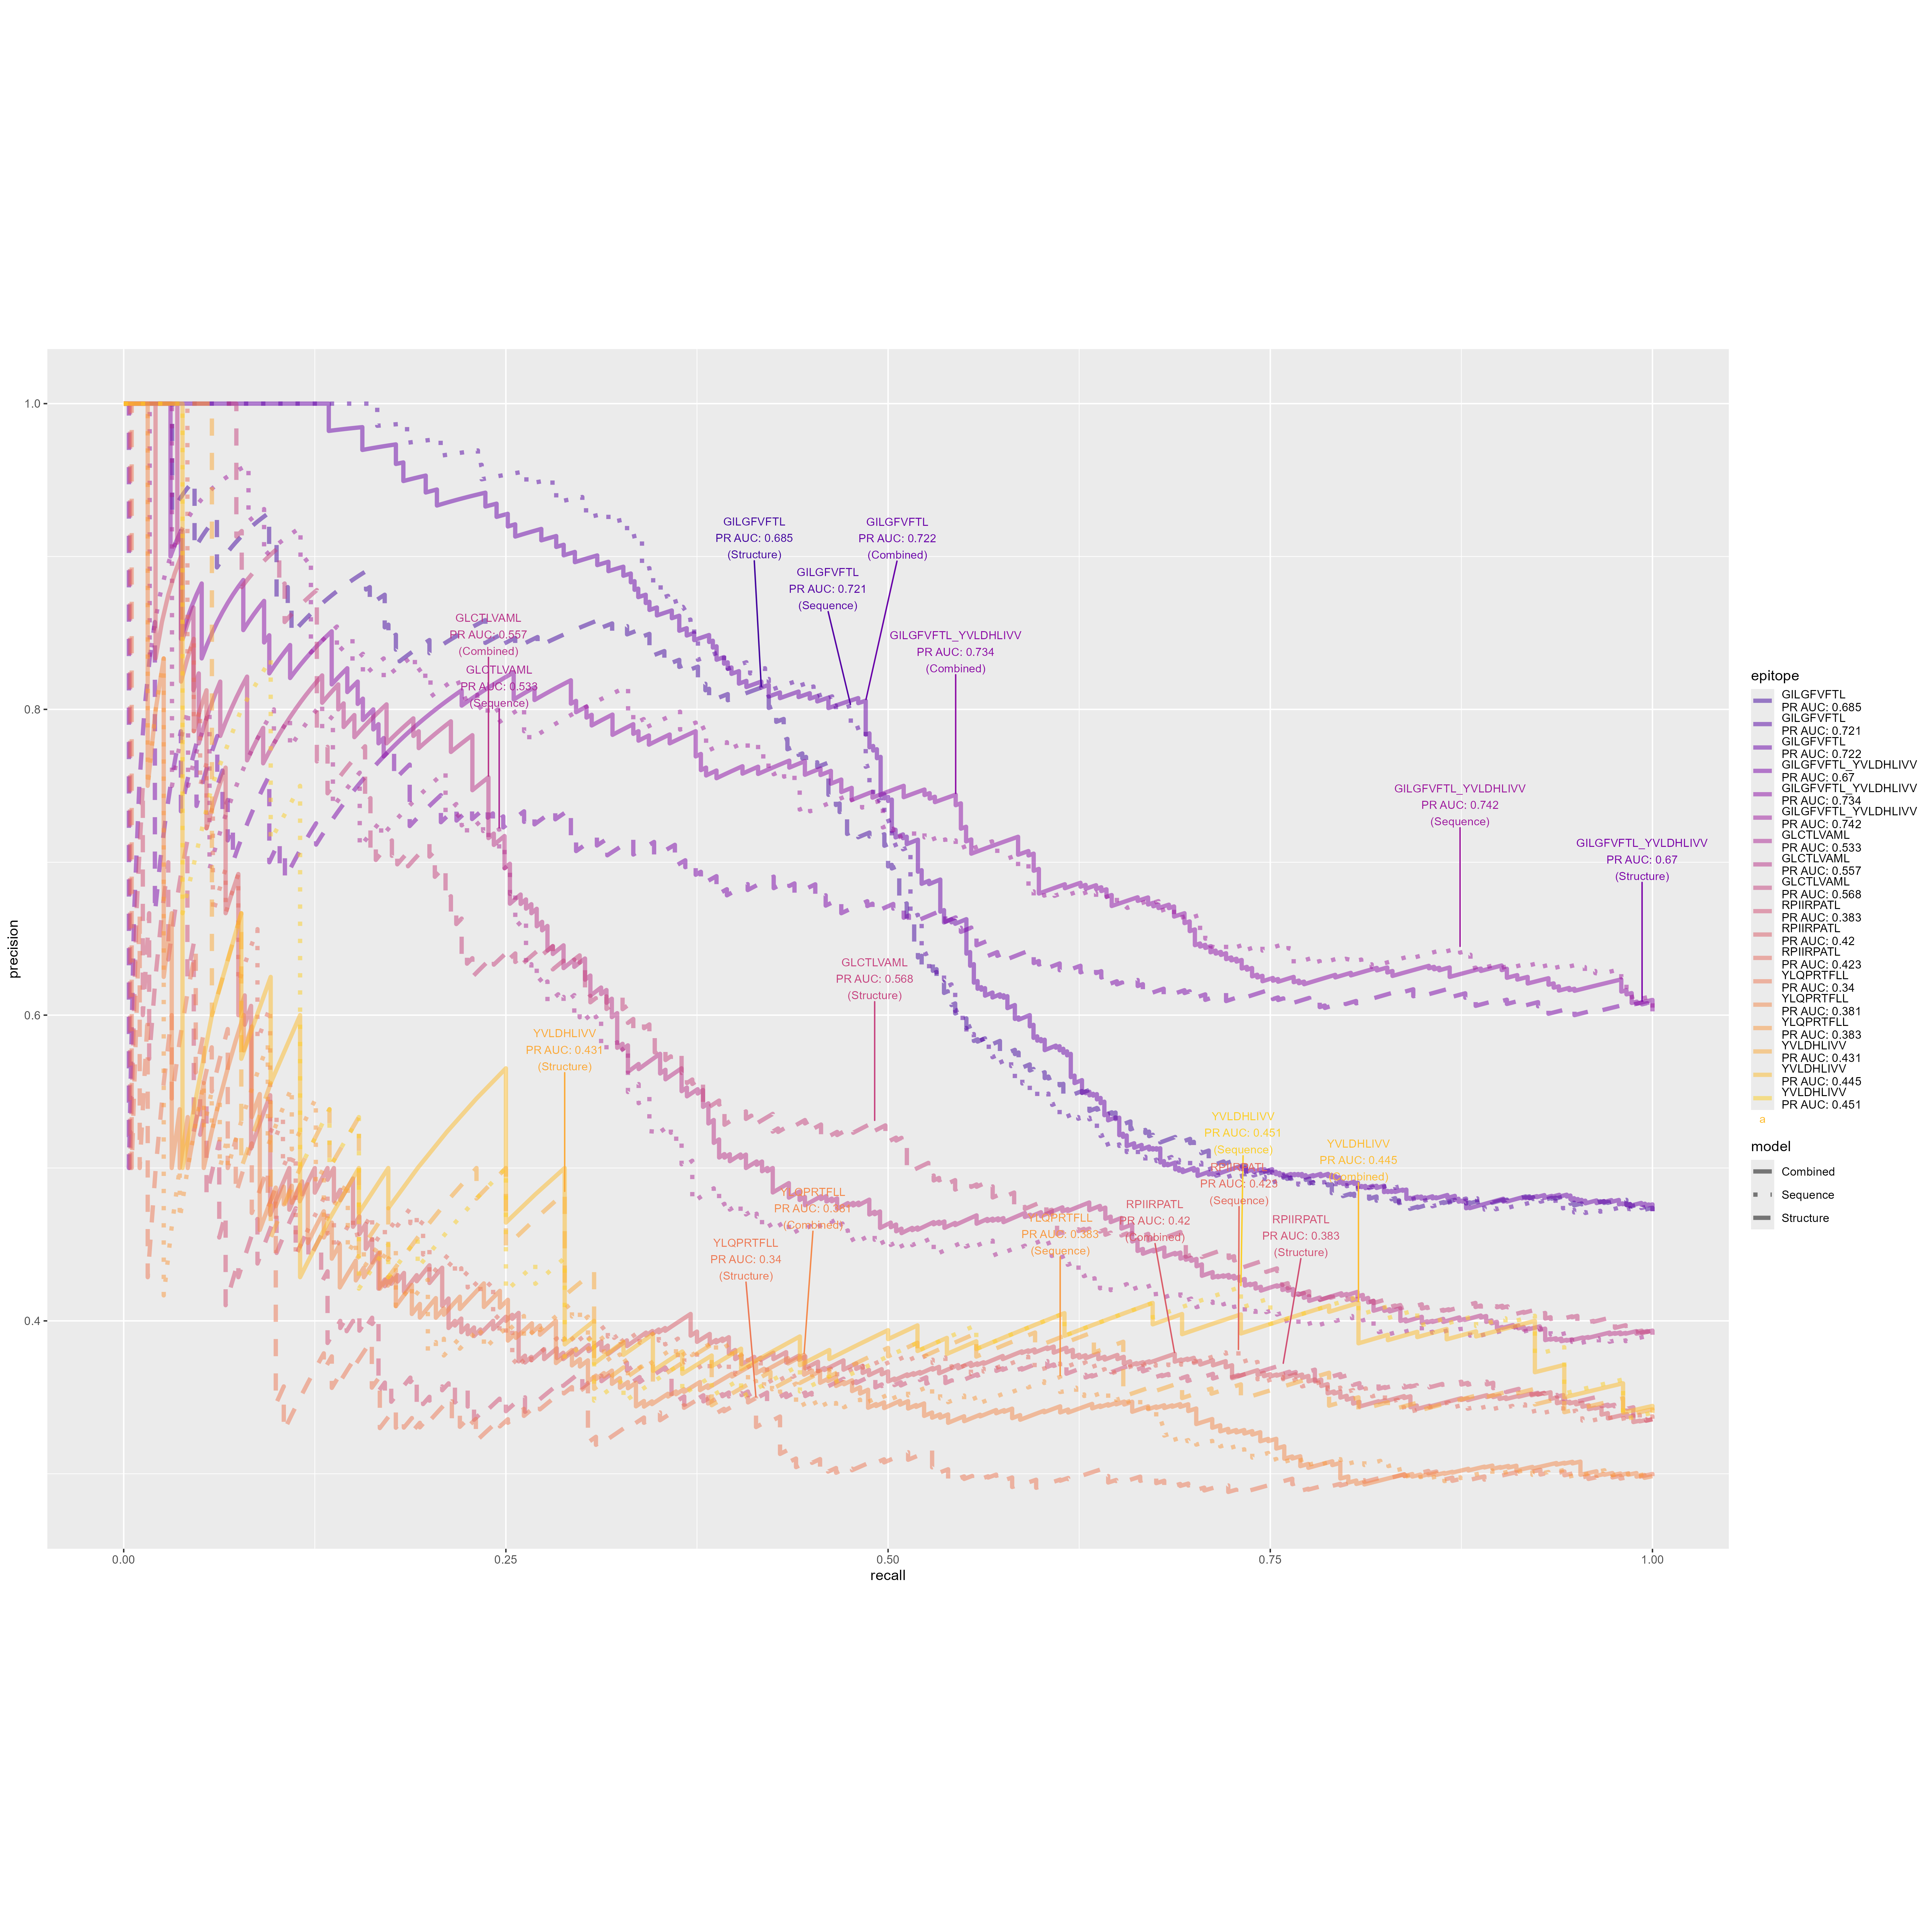 precision
1.0
0.8
0.6
0.4
0.00
0.25
0.50
0.75
1.00
recall
GILGFVFTL
PR AUC: 0.685
(Structure)
GILGFVFTL
PR AUC: 0.722
(Combined)
GILGFVFTL
PR AUC: 0.721
(Sequence)
GLCTLVAML
PR AUC: 0.557
(Combined)
GLCTLVAML
PR AUC: 0.533
(Sequence)
GILGFVFTL_YVLDHLIVV
PR AUC: 0.734
(Combined)
GILGFVFTL_YVLDHLIVV
PR AUC: 0.742
(Sequence)
GILGFVFTL_YVLDHLIVV
PR AUC: 0.67
(Structure)
GLCTLVAML
PR AUC: 0.568
(Structure)
YVLDHLIVV
PR AUC: 0.431
(Structure)
YVLDHLIVV
PR AUC: 0.451
(Sequence)
YVLDHLIVV
PR AUC: 0.445
(Combined)
RPIIRPATL
PR AUC: 0.423
(Sequence)
YLQPRTFLL
PR AUC: 0.381
(Combined)
YLQPRTFLL
PR AUC: 0.383
(Sequence)
RPIIRPATL
PR AUC: 0.42
(Combined)
RPIIRPATL
PR AUC: 0.383
(Structure)
YLQPRTFLL
PR AUC: 0.34
(Structure)
epitope
GILGFVFTL
PR AUC: 0.685
GILGFVFTL
PR AUC: 0.721
GILGFVFTL
PR AUC: 0.722
GILGFVFTL_YVLDHLIVV
PR AUC: 0.67
GILGFVFTL_YVLDHLIVV
PR AUC: 0.734
GILGFVFTL_YVLDHLIVV
PR AUC: 0.742
GLCTLVAML
PR AUC: 0.533
GLCTLVAML
PR AUC: 0.557
GLCTLVAML
PR AUC: 0.568
RPIIRPATL
PR AUC: 0.383
RPIIRPATL
PR AUC: 0.42
RPIIRPATL
PR AUC: 0.423
YLQPRTFLL
PR AUC: 0.34
YLQPRTFLL
PR AUC: 0.381
YLQPRTFLL
PR AUC: 0.383
YVLDHLIVV
PR AUC: 0.431
YVLDHLIVV
PR AUC: 0.445
YVLDHLIVV
PR AUC: 0.451
a
model
Combined
Sequence
Structure